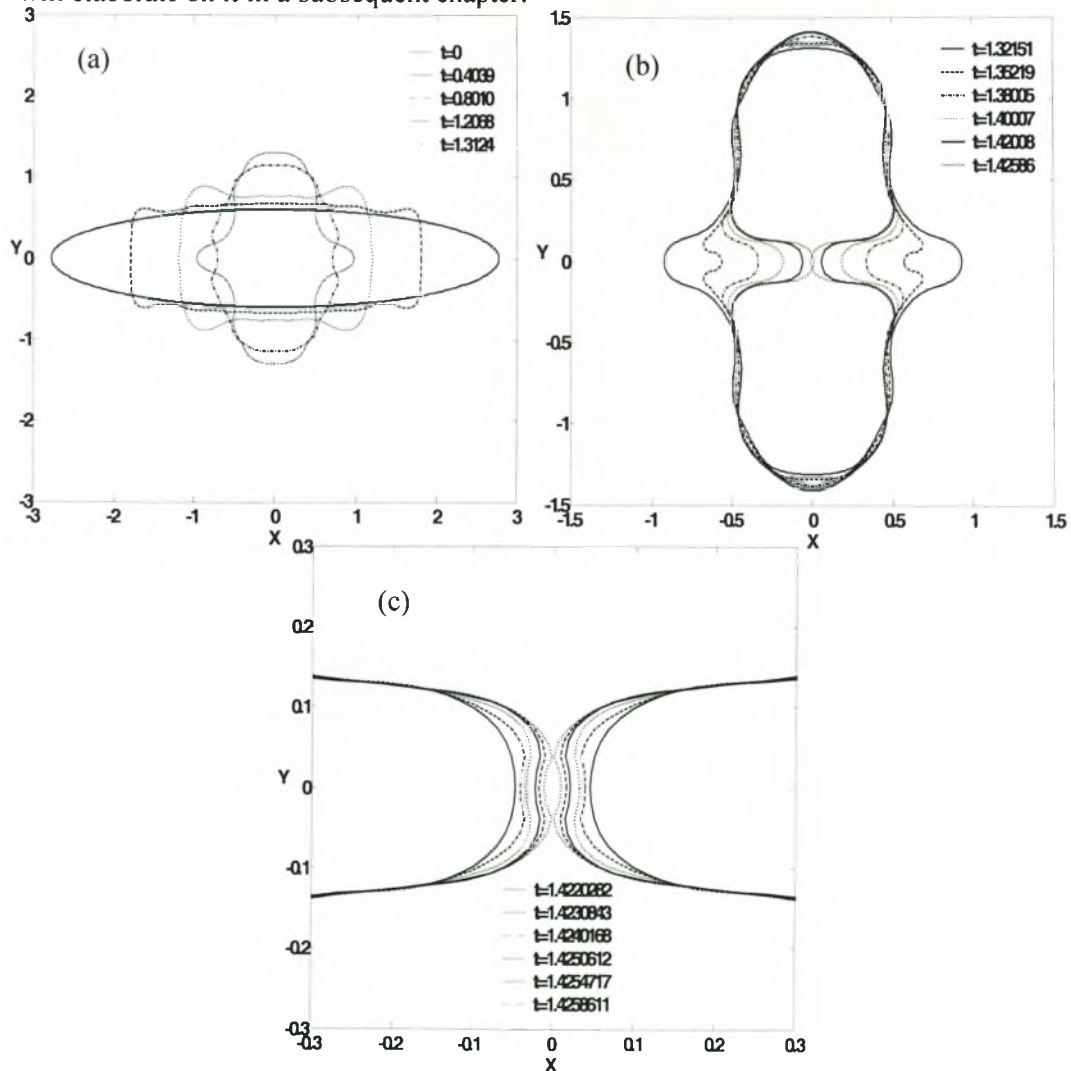 will elaborate on it in a subsequent chapter.
(a)
t=0
t=0.4039
t=0.8010
t=1.2068
t=1.3124
3
2
1
Y 0
-1
-2
-3
-3 -2 -1 0 1 2 3
X
(b)
t=1.32151
t=1.35219
t=1.38005
t=1.40007
t=1.42008
t=1.42586
1.5
1
0.5
Y 0
-0.5
-1
-1.5
-1.5 -1 -0.5 0 0.5 1 1.5
X
(c)
0.3
0.2
0.1
Y 0
-0.1
-0.2
-0.3
t=1.4220282
t=1.4230843
t=1.4240168
t=1.4250612
t=1.4254717
t=1.4258611
-0.3 -0.2 -0.1 0 0.1 0.2 0.3
X